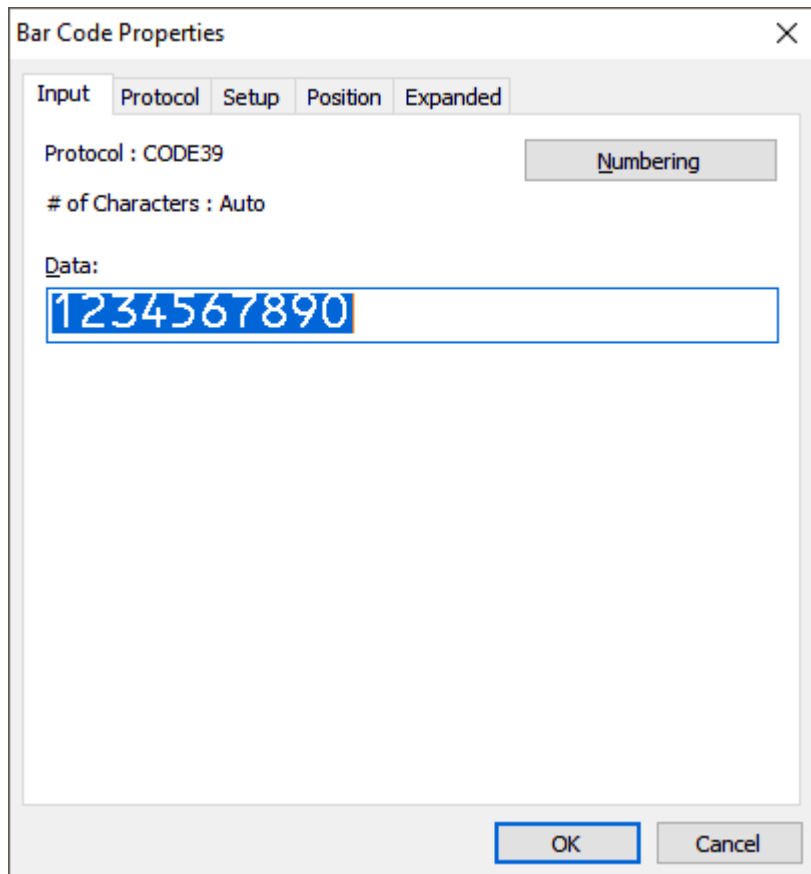 Bar Code Properties
Input Protocol Setup Position Expanded
Protocol : CODE39
Numbering
# of Characters : Auto
Data:
1234567890
OK Cancel